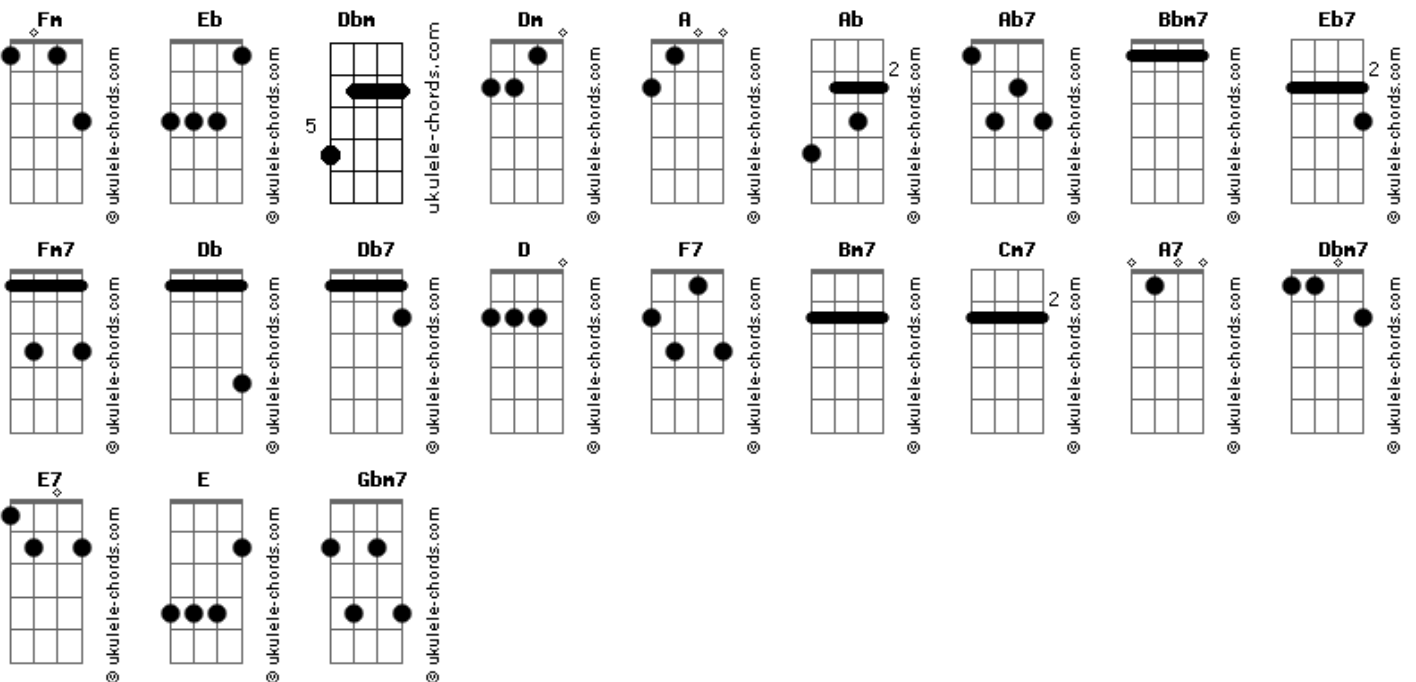 Fm Eb Dbm Dm A Ab Ab7 Bbm7 Eb7
5 2 2
© ukulele-chords.com © ukulele-chords.com ukulele-chords.com © ukulele-chords.com © ukulele-chords.com © ukulele-chords.com © ukulele-chords.com © ukulele-chords.com © ukulele-chords.com
Fm7 Db Db7 D F7 Bm7 Cm7 A7 Dbm7
2
© ukulele-chords.com © ukulele-chords.com © ukulele-chords.com © ukulele-chords.com © ukulele-chords.com © ukulele-chords.com © ukulele-chords.com © ukulele-chords.com © ukulele-chords.com
E7 E Gbm7
© ukulele-chords.com © ukulele-chords.com © ukulele-chords.com